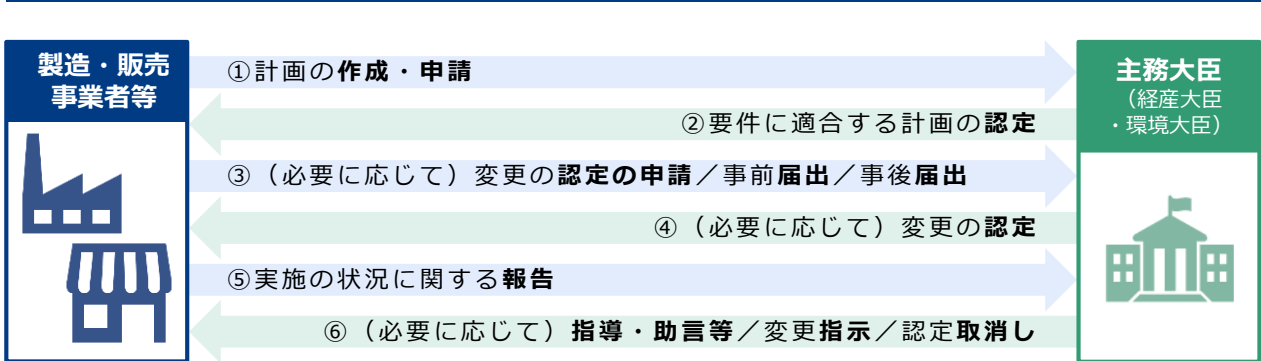 製造・販売
事業者等
①計画の作成・申請
主務大臣
（経産大臣
・環境大臣）
②要件に適合する計画の認定
③（必要に応じて）変更の認定の申請／事前届出／事後届出
④（必要に応じて）変更の認定
⑤実施の状況に関する報告
⑥（必要に応じて）指導・助言等／変更指示／認定取消し